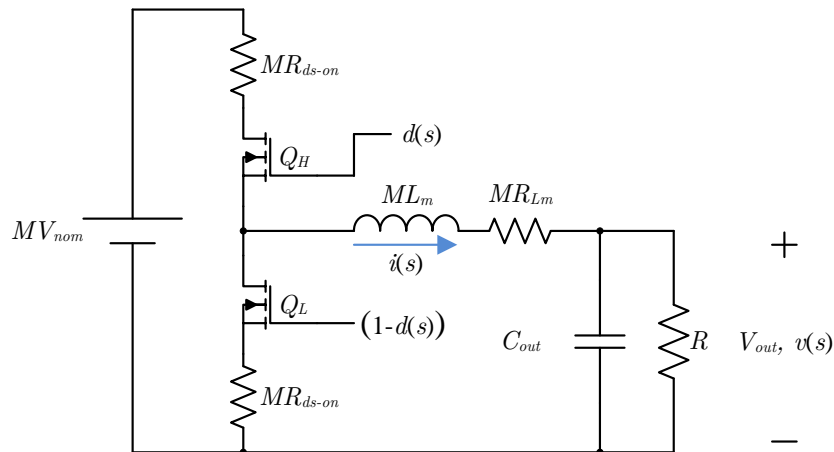 MR_ds-on
d(s)
Q_H
ML_m
MR_Lm
MV_nom
i(s)
Q_L
(1-d(s))
C_out
R
V_out, v(s)
MR_ds-on
+
−